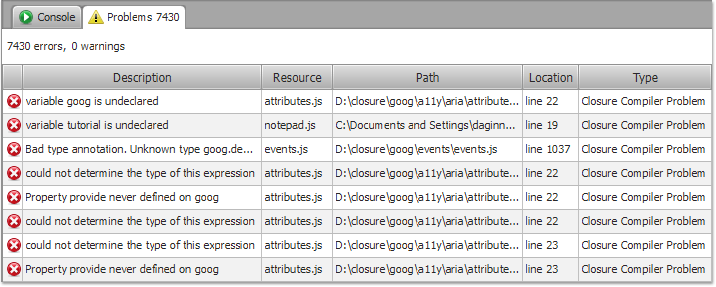 Console Problems 7430
7430 errors, 0 warnings
Description Resource Path Location Type
variable goog is undeclared attributes.js D:\closure\goog\a11y\aria\attribute... line 22 Closure Compiler Problem
variable tutorial is undeclared notepad.js C:\Documents and Settings\daginn... line 19 Closure Compiler Problem
Bad type annotation. Unknown type goog.de... events.js D:\closure\goog\events\events.js line 1037 Closure Compiler Problem
could not determine the type of this expression attributes.js D:\closure\goog\a11y\aria\attribute... line 22 Closure Compiler Problem
Property provide never defined on goog attributes.js D:\closure\goog\a11y\aria\attribute... line 22 Closure Compiler Problem
could not determine the type of this expression attributes.js D:\closure\goog\a11y\aria\attribute... line 22 Closure Compiler Problem
could not determine the type of this expression attributes.js D:\closure\goog\a11y\aria\attribute... line 23 Closure Compiler Problem
Property provide never defined on goog attributes.js D:\closure\goog\a11y\aria\attribute... line 23 Closure Compiler Problem